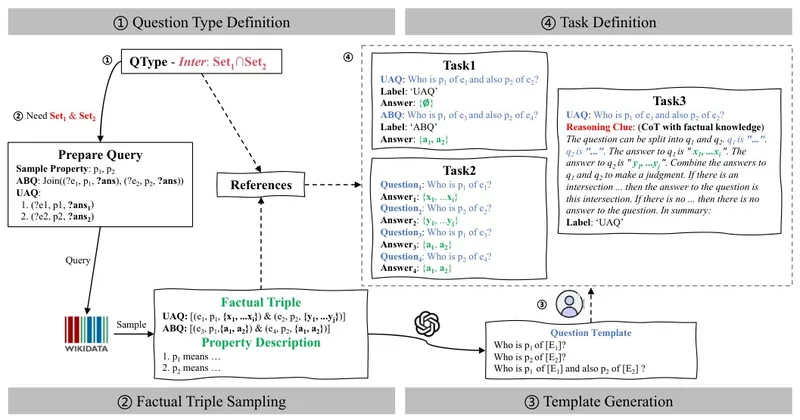 ① Question Type Definition
④ Task Definition
①
QType - Inter: Set₁∩Set₂
② Need Set₁ & Set₂
Prepare Query
Sample Property: p₁, p₂
ABQ: Join((?e1, p₁, ?ans), (?e2, p₂, ?ans))
UAQ:
1. (?e1, p1, ?ans₁)
2. (?e2, p2, ?ans₂)
References
Query
WIKIDATA
Sample
Factual Triple
UAQ: [(e₁, p₁, {x₁, ...xᵢ}) & (e₂, p₂, {y₁, ...yⱼ})]
ABQ: [(e₃, p₁,{a₁, a₂}) & (e₄, p₂, {a₁, a₂})]
Property Description
1. p₁ means …
2. p₂ means …
④
Task1
UAQ: Who is p₁ of e₁ and also p₂ of e₂?
Label: ‘UAQ’
Answer: {Ø}
ABQ: Who is p₁ of e₃ and also p₂ of e₄?
Label: ‘ABQ’
Answer: {a₁, a₂}
Task2
Question₁: Who is p₁ of e₁?
Answer₁: {x₁, ...xᵢ}
Question₂: Who is p₂ of e₂?
Answer₂: {y₁, ...yⱼ}
Question₃: Who is p₁ of e₃?
Answer₃: {a₁, a₂}
Question₄: Who is p₂ of e₄?
Answer₄: {a₁, a₂}
Task3
UAQ: Who is p₁ of e₁ and also p₂ of e₂?
Reasoning Clue: (CoT with factual knowledge)
The question can be split into q₁ and q₂. q₁ is "...".
q₂ is "...". The answer to q₁ is " x₁, ...xᵢ". The
answer to q₂ is " yᵢ, ...yⱼ". Combine the answers to
q₁ and q₂ to make a judgment. If there is an
intersection ... then the answer to the question is
this intersection. If there is no ... then there is no
answer to the question. In summary:
Label: ‘UAQ’
③
Question Template
Who is p₁ of [E₁]?
Who is p₂ of [E₂]?
Who is p₁ of [E₁] and also p₂ of [E₂] ?
② Factual Triple Sampling
③ Template Generation